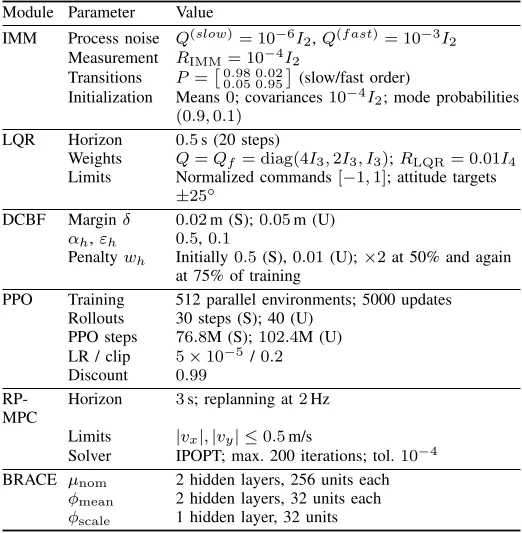 Module Parameter Value
IMM Process noise Q^(slow) = 10^−6 I_2, Q^(fast) = 10^−3 I_2
Measurement R_IMM = 10^−4 I_2
Transitions P = [0.98 0.02 0.05 0.95] (slow/fast order)
Initialization Means 0; covariances 10^−4 I_2; mode probabilities
(0.9, 0.1)
LQR Horizon 0.5 s (20 steps)
Weights Q = Q_f = diag(4I_3, 2I_3, I_3); R_LQR = 0.01I_4
Limits Normalized commands [−1, 1]; attitude targets
±25°
DCBF Margin δ 0.02 m (S); 0.05 m (U)
α_h, ε_h 0.5, 0.1
Penalty w_h Initially 0.5 (S), 0.01 (U); ×2 at 50% and again
at 75% of training
PPO Training 512 parallel environments; 5000 updates
Rollouts 30 steps (S); 40 (U)
PPO steps 76.8M (S); 102.4M (U)
LR / clip 5 × 10^−5 / 0.2
Discount 0.99
RP- Horizon 3 s; replanning at 2 Hz
MPC
Limits |v_x|, |v_y| ≤ 0.5 m/s
Solver IPOPT; max. 200 iterations; tol. 10^−4
BRACE μ_nom 2 hidden layers, 256 units each
ϕ_mean 2 hidden layers, 32 units each
ϕ_scale 1 hidden layer, 32 units